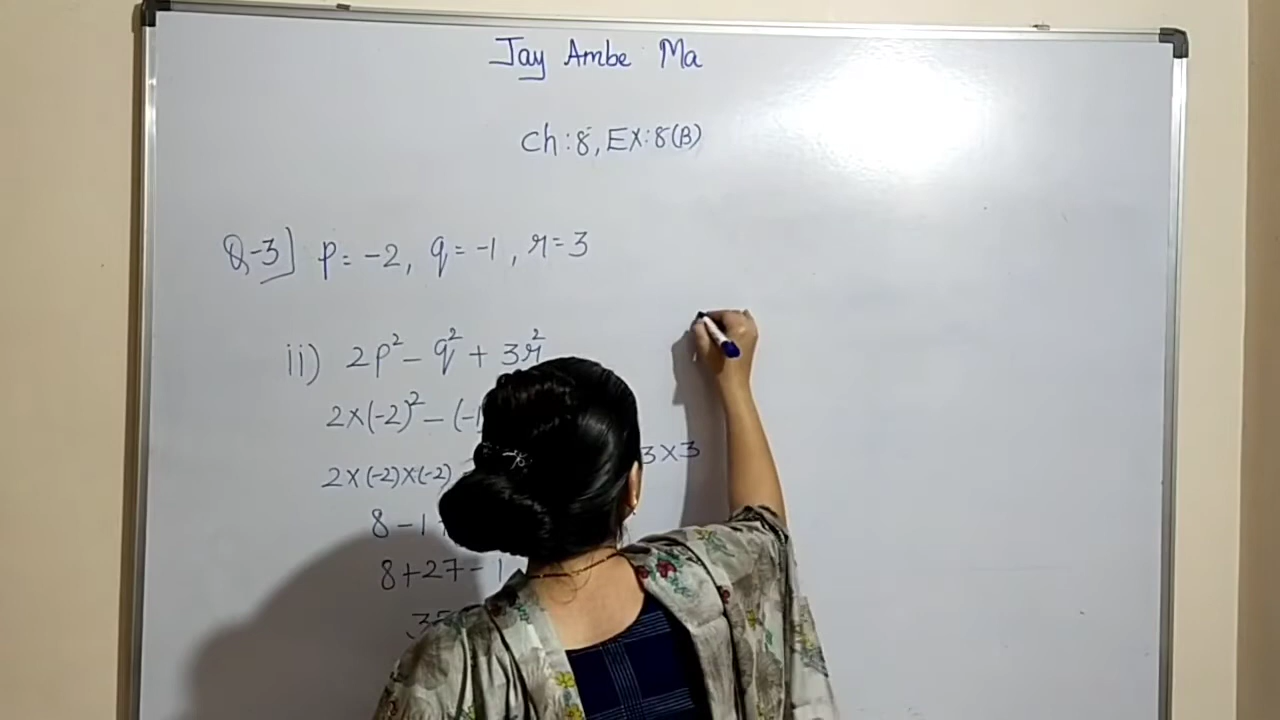 Jay Ambe Ma
Ch:8, EX:8(B)
Q-3] p = -2, q = -1, r = 3
ii) 2p² - q² + 3r²
2×(-2)² - (-1
2×(-2)×(-2) 3×3
8 - 1
8+27-1